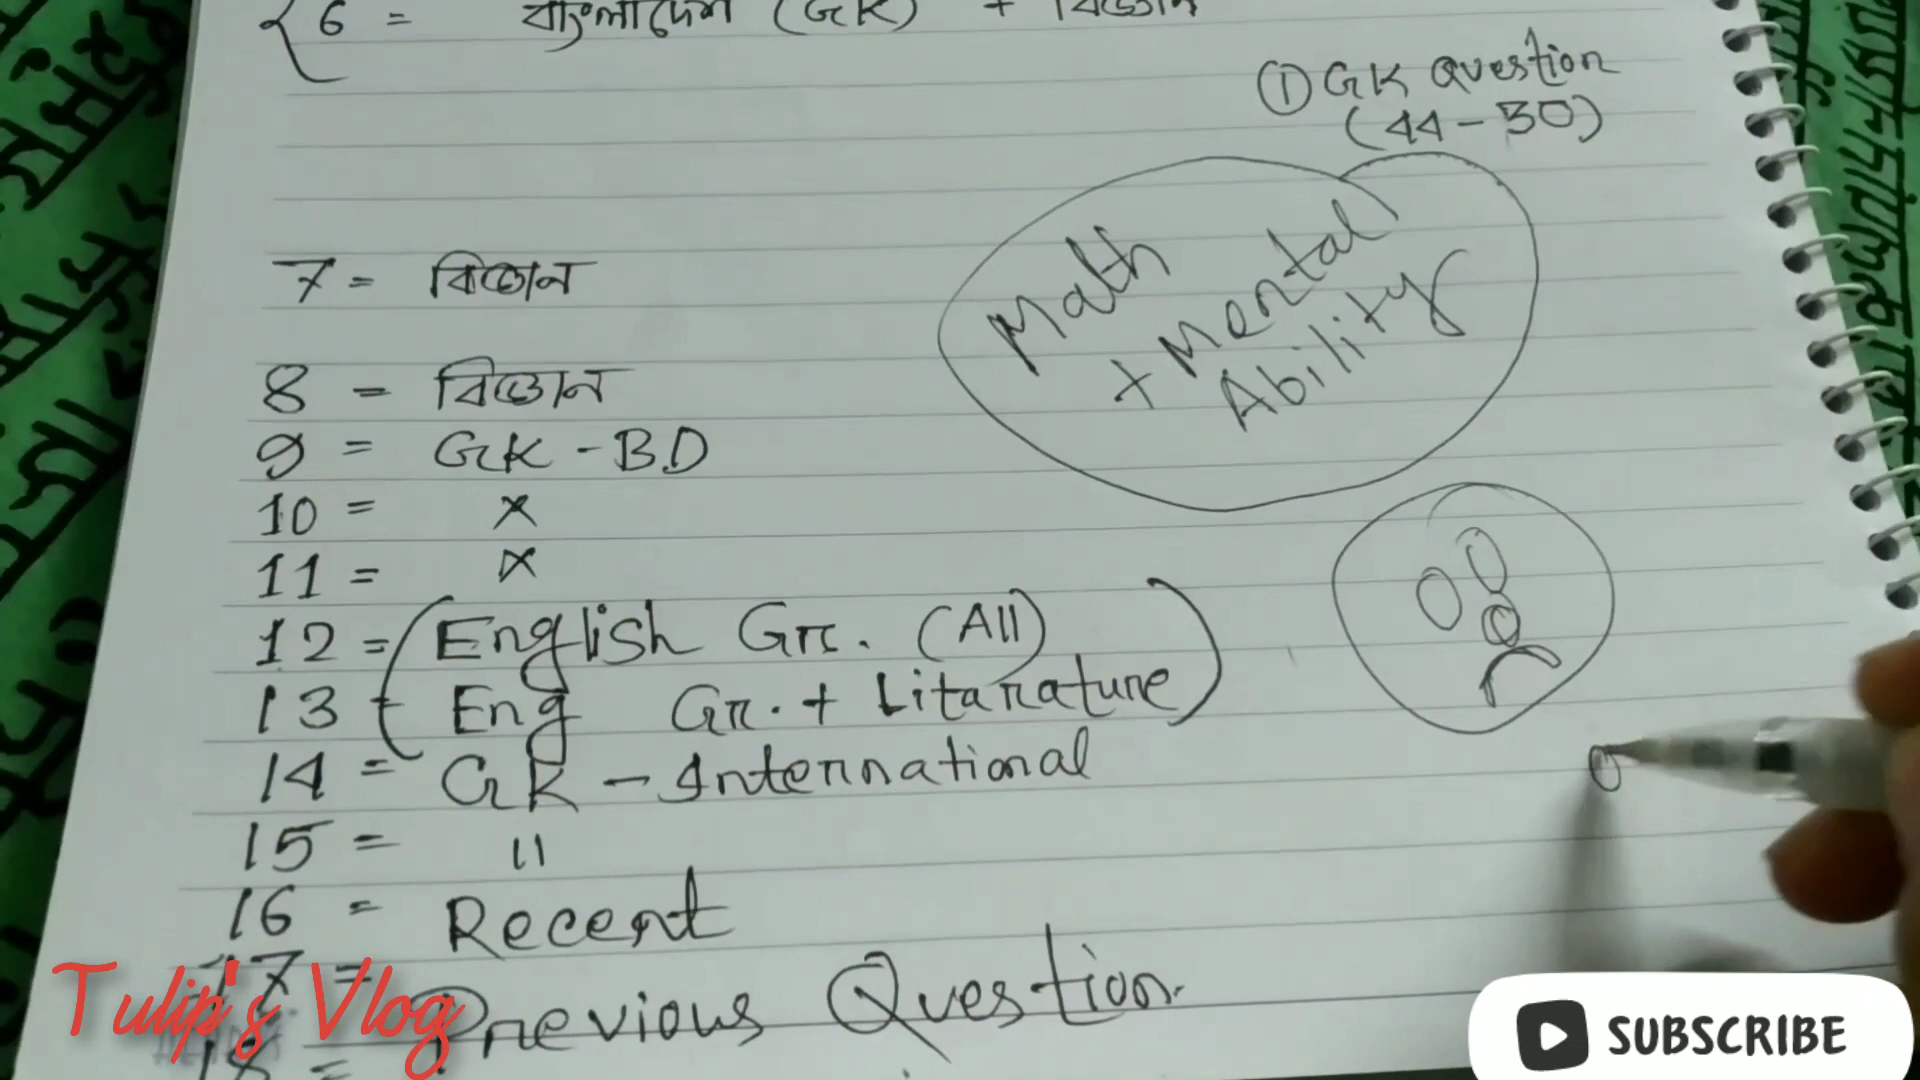 6 = বাংলাদেশ (GK) + বিজ্ঞান
① GK Question
(44-50)
7 = বিজ্ঞান
8 = বিজ্ঞান
9 = GK - BD
10 = ×
11 = ×
12 = (English Gr. (All)
13 = Eng Gr. + Litarature)
14 = GK - International
15 = "
16 = Recent
17 =
Previous Question.
18 =
Math
+ Mental
Ability
Tulip's Vlog
SUBSCRIBE